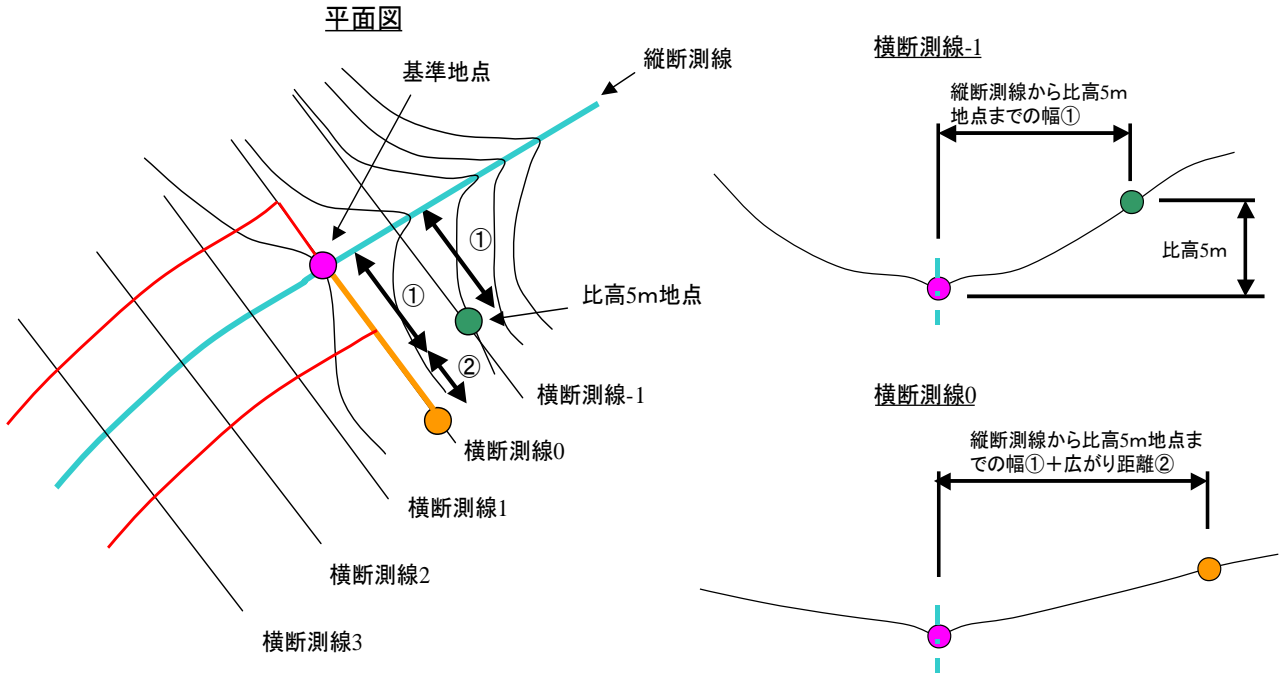 平面図
基準地点
縦断測線
①
①
②
比高5m地点
横断測線-1
横断測線0
横断測線1
横断測線2
横断測線3
横断測線-1
縦断測線から比高5m
地点までの幅①
比高5m
横断測線0
縦断測線から比高5m地点ま
での幅①＋広がり距離②